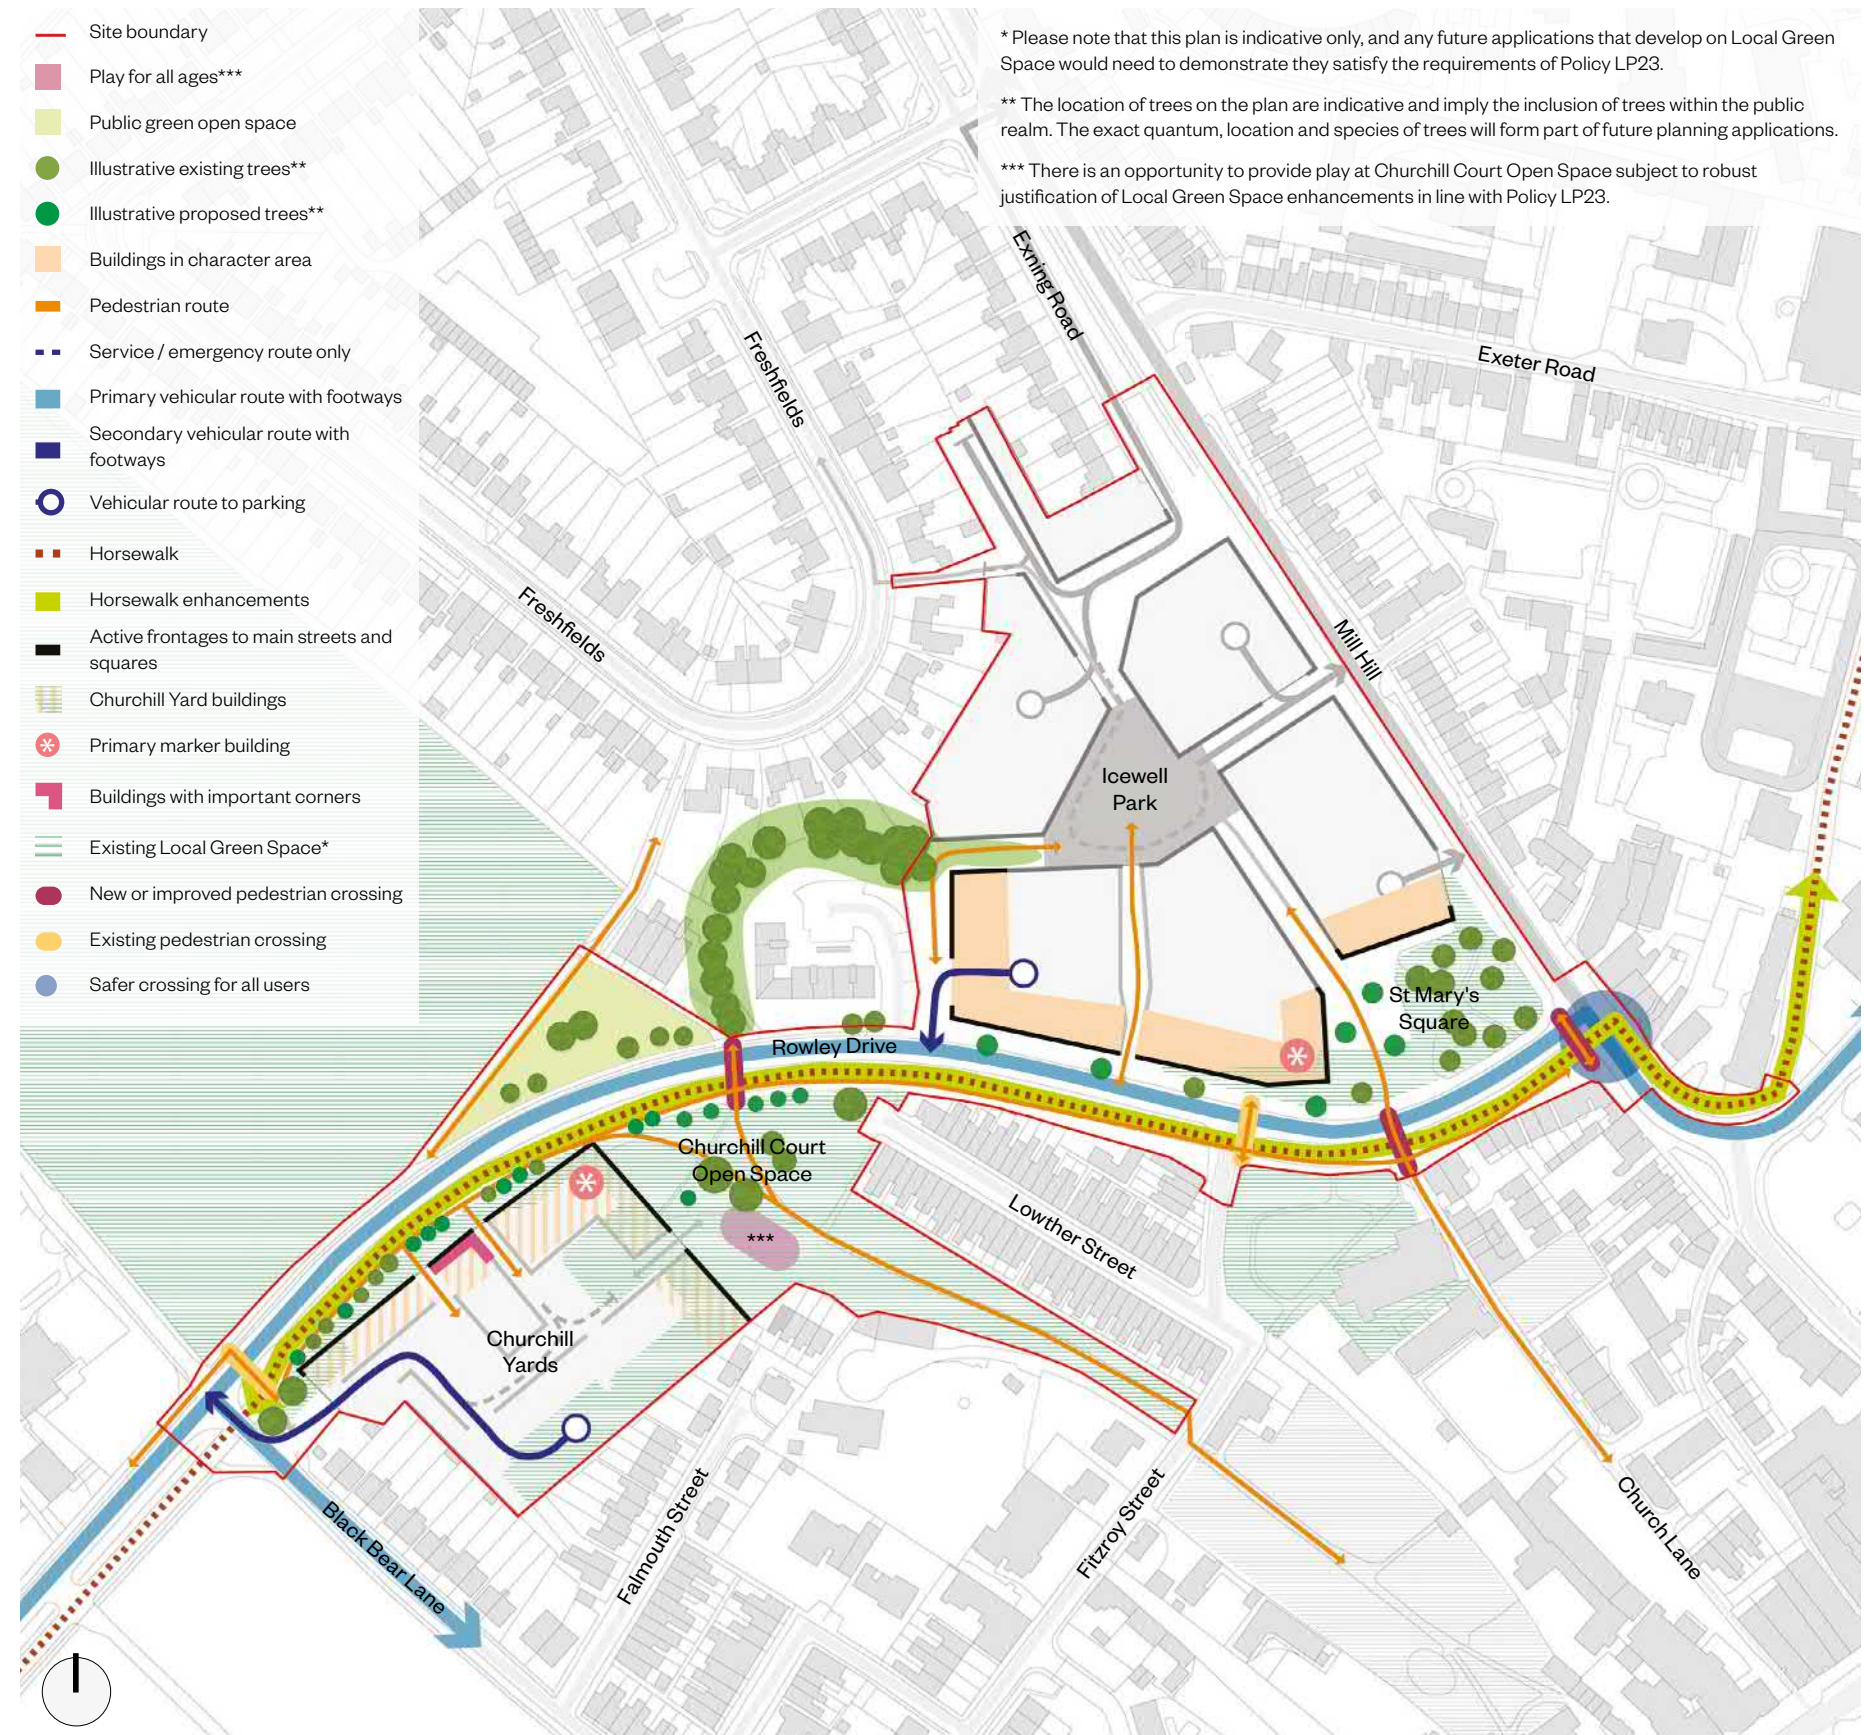 Site boundary
Play for all ages***
Public green open space
Illustrative existing trees**
Illustrative proposed trees**
Buildings in character area
Pedestrian route
Service / emergency route only
Primary vehicular route with footways
Secondary vehicular route with
footways
Vehicular route to parking
Horsewalk
Horsewalk enhancements
Active frontages to main streets and
squares
Churchill Yard buildings
Primary marker building
Buildings with important corners
Existing Local Green Space*
New or improved pedestrian crossing
Existing pedestrian crossing
Safer crossing for all users
* Please note that this plan is indicative only, and any future applications that develop on Local Green
Space would need to demonstrate they satisfy the requirements of Policy LP23.
** The location of trees on the plan are indicative and imply the inclusion of trees within the public
realm. The exact quantum, location and species of trees will form part of future planning applications.
*** There is an opportunity to provide play at Churchill Court Open Space subject to robust
justification of Local Green Space enhancements in line with Policy LP23.
Exning Road
Exeter Road
Freshfields
Freshfields
Mill Hill
Icewell
Park
St Mary's
Square
Rowley Drive
Churchill Court
Open Space
***
Lowther Street
Churchill
Yards
Black Bear Lane
Falmouth Street
Fitzroy Street
Church Lane